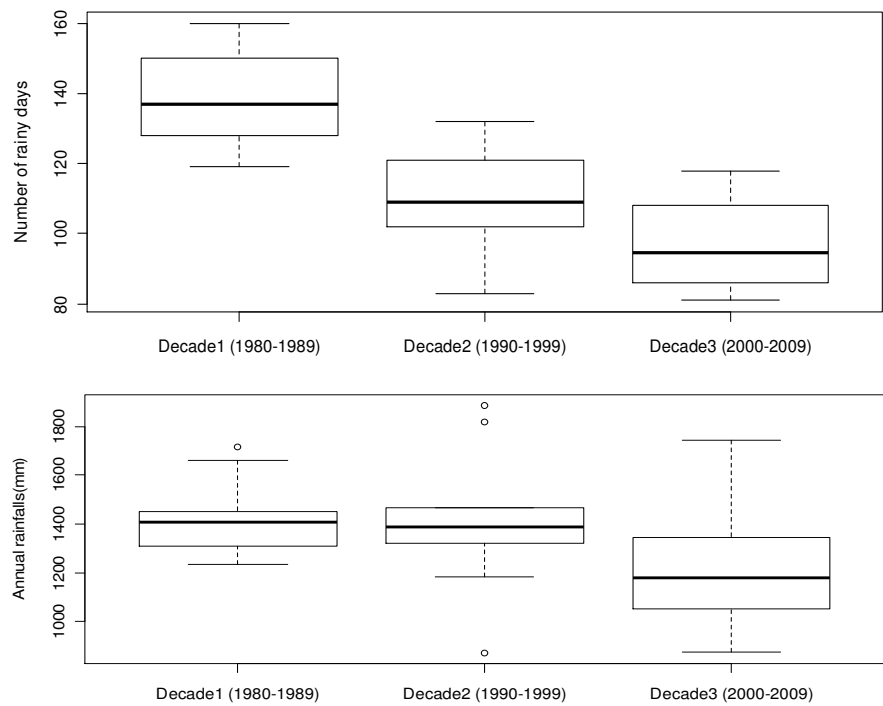 Number of rainy days
160
140
120
100
80
Decade1 (1980-1989) Decade2 (1990-1999) Decade3 (2000-2009)
Annual rainfalls(mm)
1800
1600
1400
1200
1000
Decade1 (1980-1989) Decade2 (1990-1999) Decade3 (2000-2009)